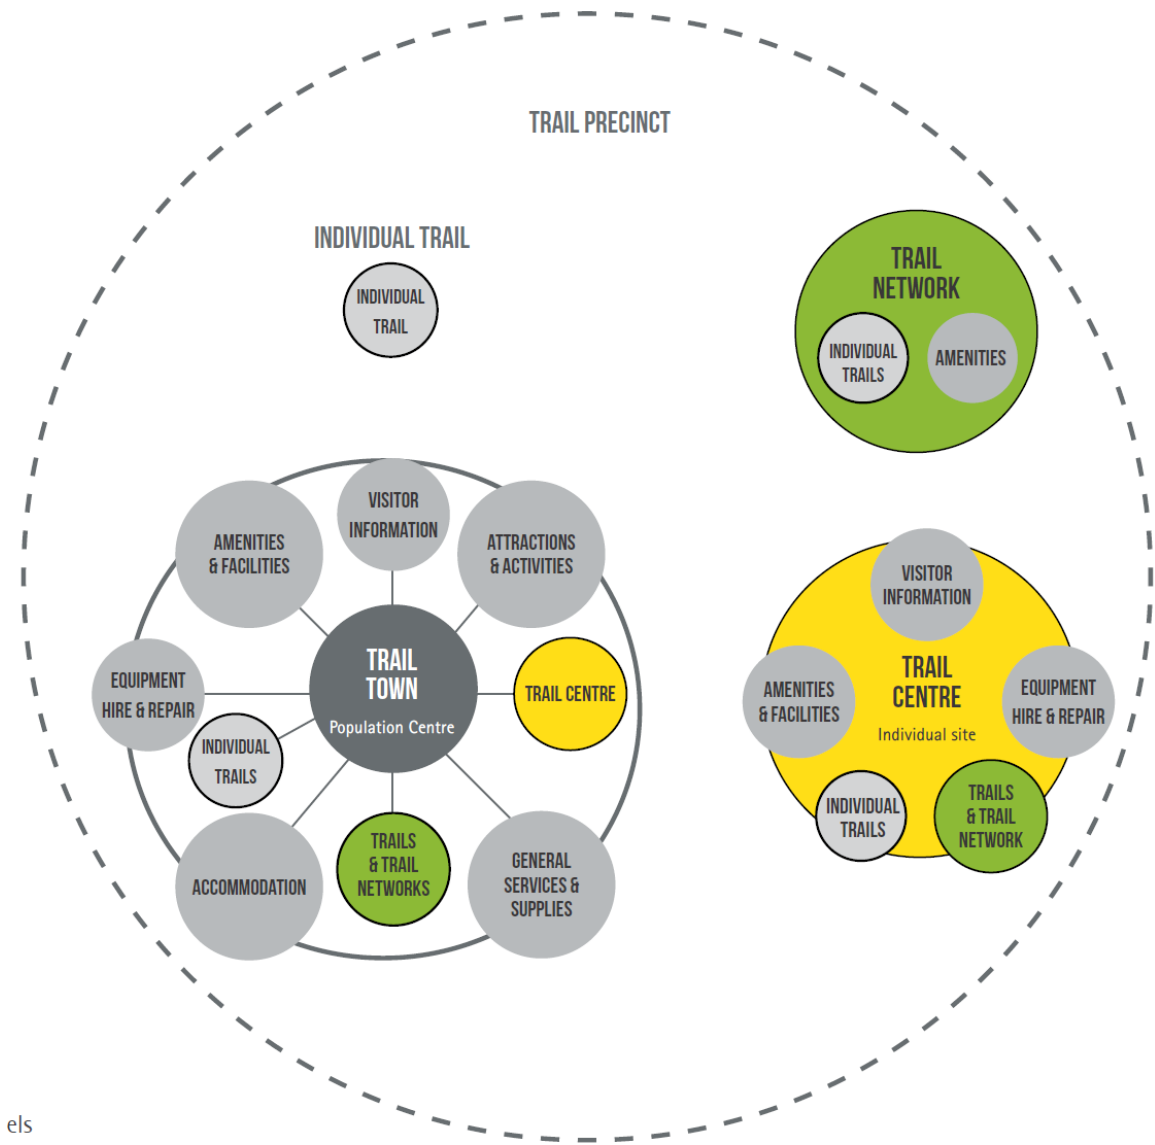 TRAIL PRECINCT
INDIVIDUAL TRAIL
INDIVIDUAL
TRAIL
TRAIL
NETWORK
INDIVIDUAL
TRAILS
AMENITIES
VISITOR
INFORMATION
AMENITIES
& FACILITIES
ATTRACTIONS
& ACTIVITIES
TRAIL
TOWN
Population Centre
EQUIPMENT
HIRE & REPAIR
TRAIL CENTRE
INDIVIDUAL
TRAILS
ACCOMMODATION
TRAILS
& TRAIL
NETWORKS
GENERAL
SERVICES &
SUPPLIES
VISITOR
INFORMATION
TRAIL
CENTRE
Individual site
AMENITIES
& FACILITIES
EQUIPMENT
HIRE & REPAIR
INDIVIDUAL
TRAILS
TRAILS
& TRAIL
NETWORK
els